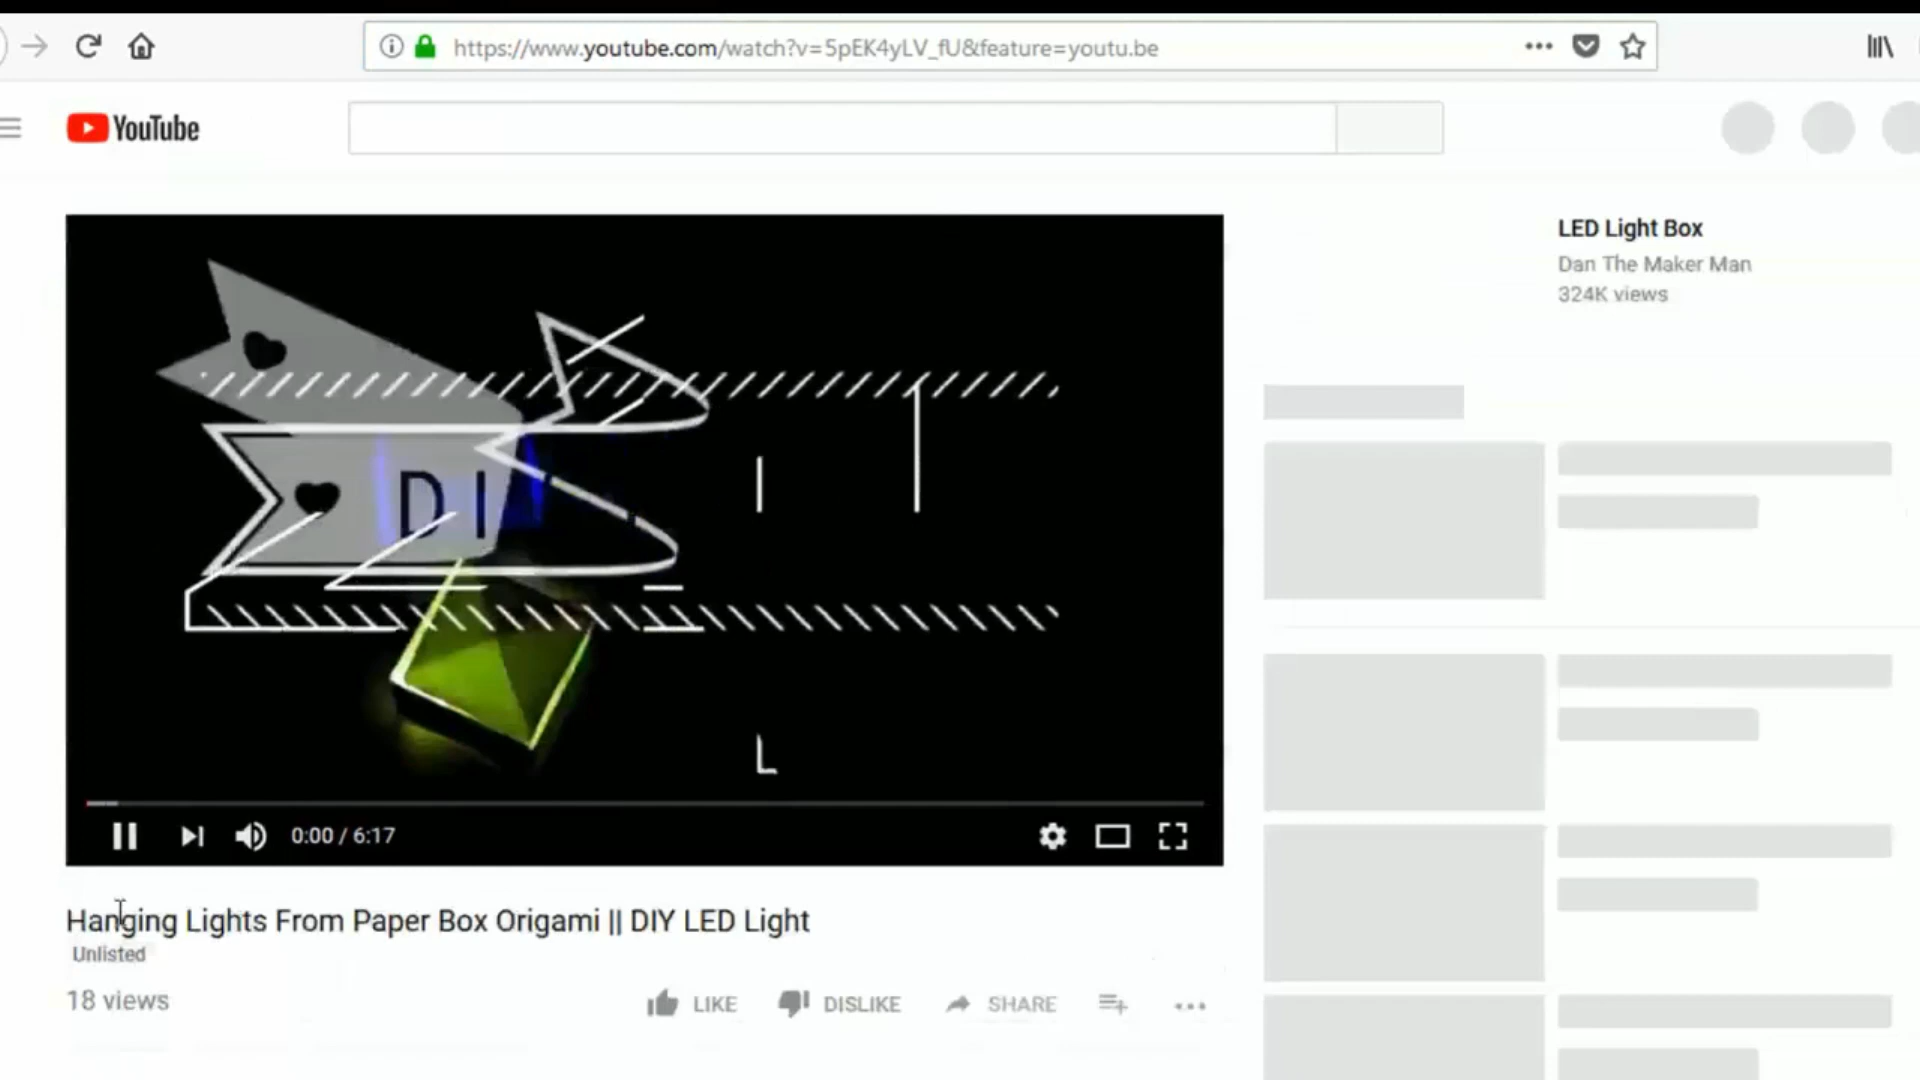 https://www.youtube.com/watch?v=5pEK4yLV_fU&feature=youtu.be
YouTube
LED Light Box
Dan The Maker Man
324K views
D I
L
0:00 / 6:17
Hanging Lights From Paper Box Origami || DIY LED Light
Unlisted
18 views
LIKE
DISLIKE
SHARE